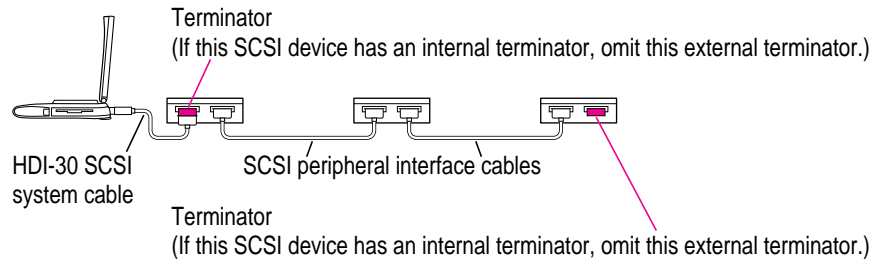 Terminator
(If this SCSI device has an internal terminator, omit this external terminator.)
HDI-30 SCSI
system cable
SCSI peripheral interface cables
Terminator
(If this SCSI device has an internal terminator, omit this external terminator.)